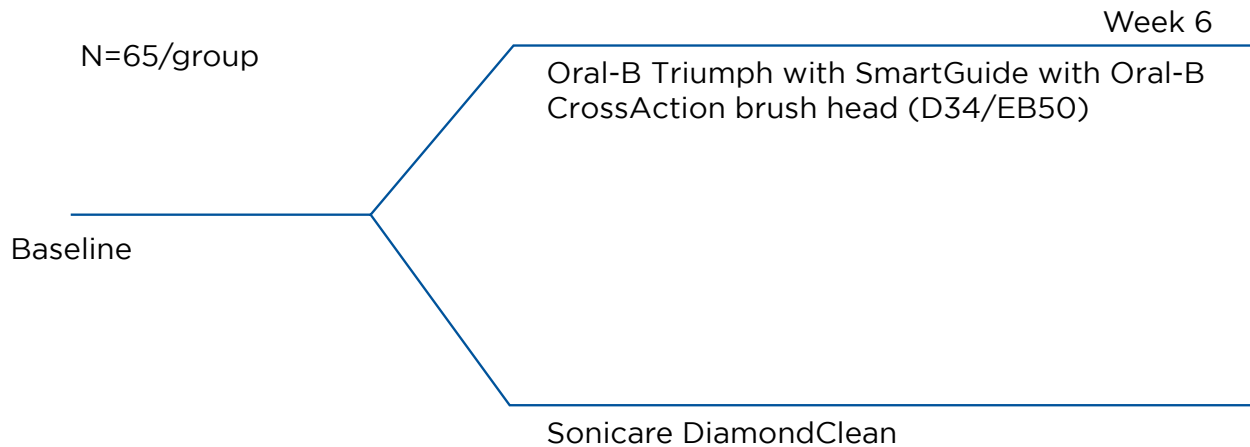 Week 6
N=65/group
Oral-B Triumph with SmartGuide with Oral-B
CrossAction brush head (D34/EB50)
Baseline
Sonicare DiamondClean